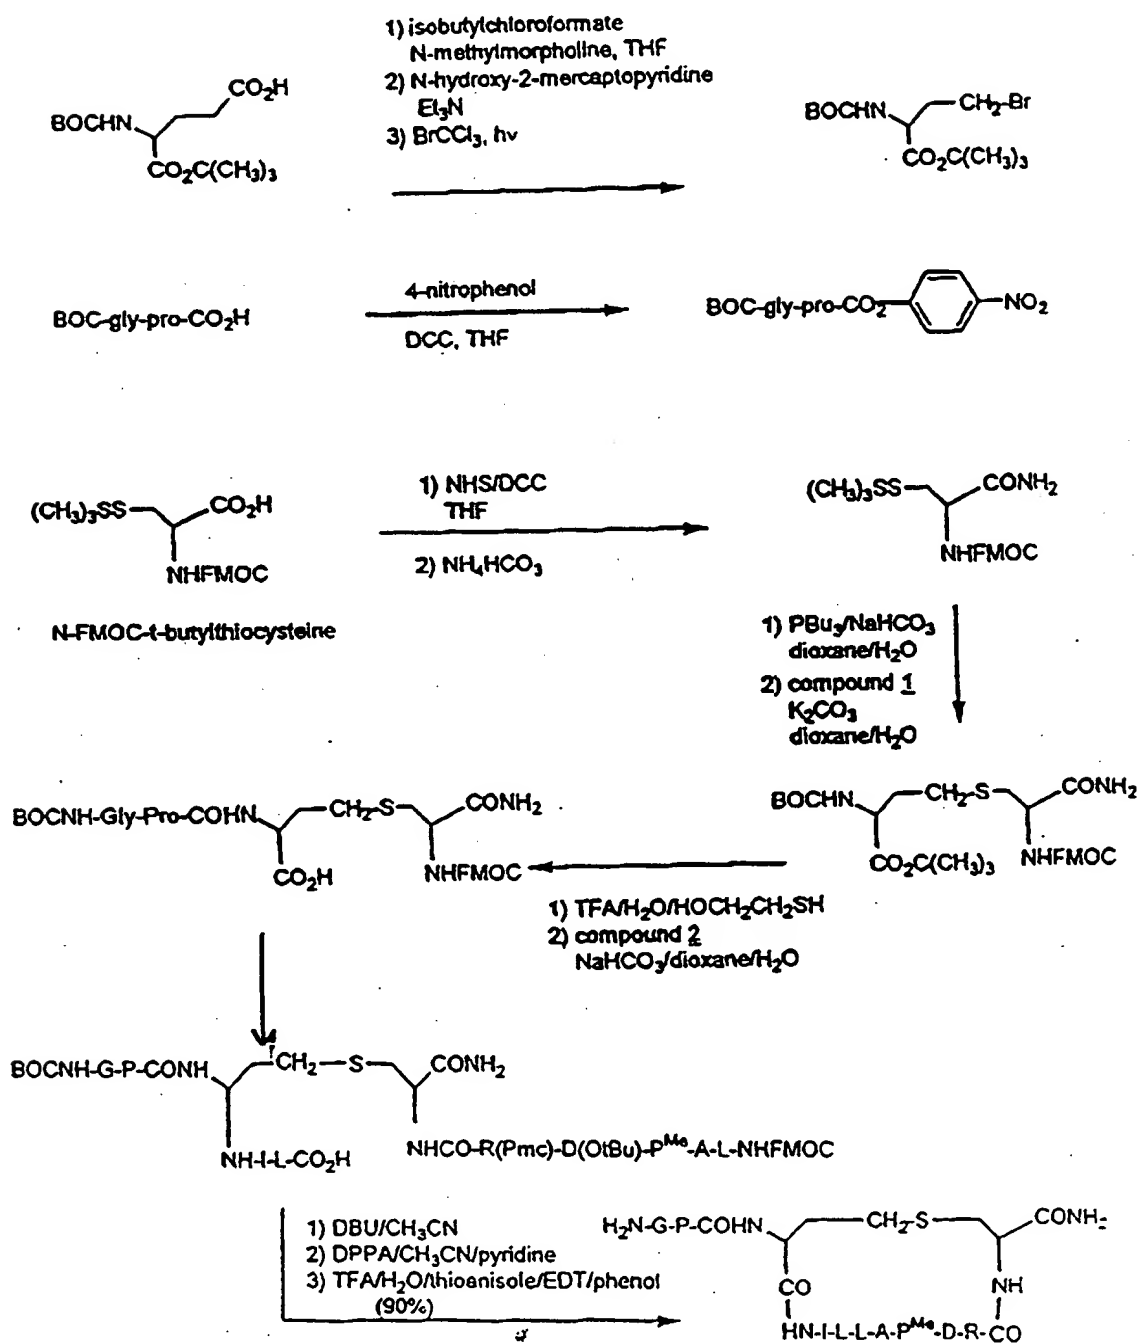 1) isobutylchloroformate
N-methylmorpholine, THF
2) N-hydroxy-2-mercaptopyridine
Et₃N
3) BrCCl₃, hv
CO₂H
BOCHN
CO₂C(CH₃)₃
CH₂-Br
BOCHN
CO₂C(CH₃)₃
BOC-gly-pro-CO₂H
4-nitrophenol
DCC, THF
BOC-gly-pro-CO₂
NO₂
(CH₃)₃SS
CO₂H
NHFMOC
N-FMOC-t-butylthiocysteine
1) NHS/DCC
THF
2) NH₄HCO₃
(CH₃)₃SS
CONH₂
NHFMOC
1) PBu₃/NaHCO₃
dioxane/H₂O
2) compound 1
K₂CO₃
dioxane/H₂O
BOCHN
CH₂-S
CONH₂
CO₂C(CH₃)₃
NHFMOC
1) TFA/H₂O/HOCH₂CH₂SH
2) compound 2
NaHCO₃/dioxane/H₂O
BOCNH-Gly-Pro-COHN
CH₂-S
CONH₂
CO₂H
NHFMOC
BOCNH-G-P-CONH
CH₂-S
CONH₂
NH-I-L-CO₂H
NHCO-R(Pmc)-D(OtBu)-Pᴹᵉ-A-L-NHFMOC
1) DBU/CH₃CN
2) DPPA/CH₃CN/pyridine
3) TFA/H₂O/thioanisole/EDT/phenol
(90%)
H₂N-G-P-COHN
CH₂-S
CONH₂
CO
NH
HN-I-L-L-A-Pᴹᵉ-D-R-CO